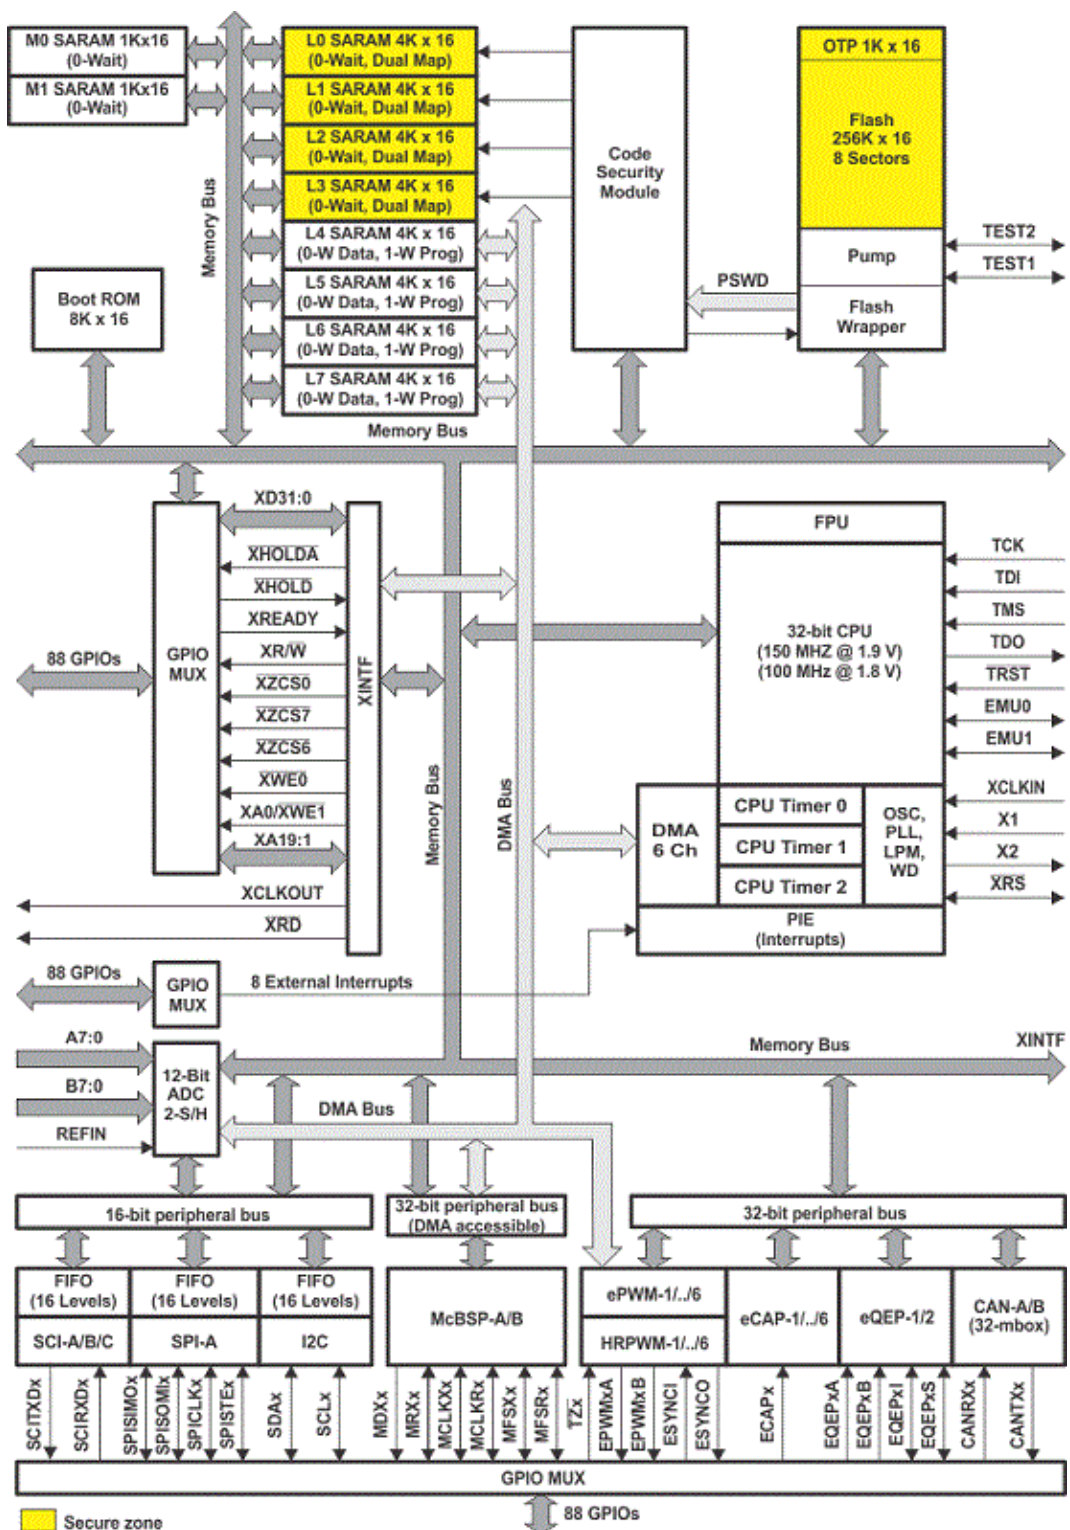 M0 SARAM 1Kx16
(0-Wait)
M1 SARAM 1Kx16
(0-Wait)
L0 SARAM 4K x 16
(0-Wait, Dual Map)
L1 SARAM 4K x 16
(0-Wait, Dual Map)
L2 SARAM 4K x 16
(0-Wait, Dual Map)
L3 SARAM 4K x 16
(0-Wait, Dual Map)
L4 SARAM 4K x 16
(0-W Data, 1-W Prog)
L5 SARAM 4K x 16
(0-W Data, 1-W Prog)
L6 SARAM 4K x 16
(0-W Data, 1-W Prog)
L7 SARAM 4K x 16
(0-W Data, 1-W Prog)
Memory Bus
Boot ROM
8K x 16
Code
Security
Module
OTP 1K x 16
Flash
256K x 16
8 Sectors
Pump
Flash
Wrapper
PSWD
TEST2
TEST1
Memory Bus
XD31:0
XHOLDA
XHOLD
XREADY
XR/W
XZCS0
XZCS7
XZCS6
XWE0
XA0/XWE1
XA19:1
XCLKOUT
XRD
88 GPIOs
GPIO
MUX
XINTF
Memory Bus
DMA Bus
FPU
32-bit CPU
(150 MHZ @ 1.9 V)
(100 MHz @ 1.8 V)
TCK
TDI
TMS
TDO
TRST
EMU0
EMU1
XCLKIN
X1
X2
XRS
DMA
6 Ch
CPU Timer 0
CPU Timer 1
CPU Timer 2
OSC,
PLL,
LPM,
WD
PIE
(Interrupts)
88 GPIOs
GPIO
MUX
8 External Interrupts
A7:0
B7:0
REFIN
12-Bit
ADC
2-S/H
Memory Bus
XINTF
DMA Bus
16-bit peripheral bus
32-bit peripheral bus
(DMA accessible)
32-bit peripheral bus
FIFO
(16 Levels)
FIFO
(16 Levels)
FIFO
(16 Levels)
SCI-A/B/C
SPI-A
I2C
McBSP-A/B
ePWM-1/../6
HRPWM-1/../6
eCAP-1/../6
eQEP-1/2
CAN-A/B
(32-mbox)
SCITXDx
SCIRXDx
SPISIMOx
SPISOMIx
SPICLKx
SPISTEx
SDAx
SCLx
MDXx
MRXx
MCLKXx
MCLKRx
MFSXx
MFSRx
TZx
EPWMxA
EPWMxB
ESYNCI
ESYNCO
ECAPx
EQEPxA
EQEPxB
EQEPxI
EQEPxS
CANRXx
CANTXx
GPIO MUX
88 GPIOs
Secure zone